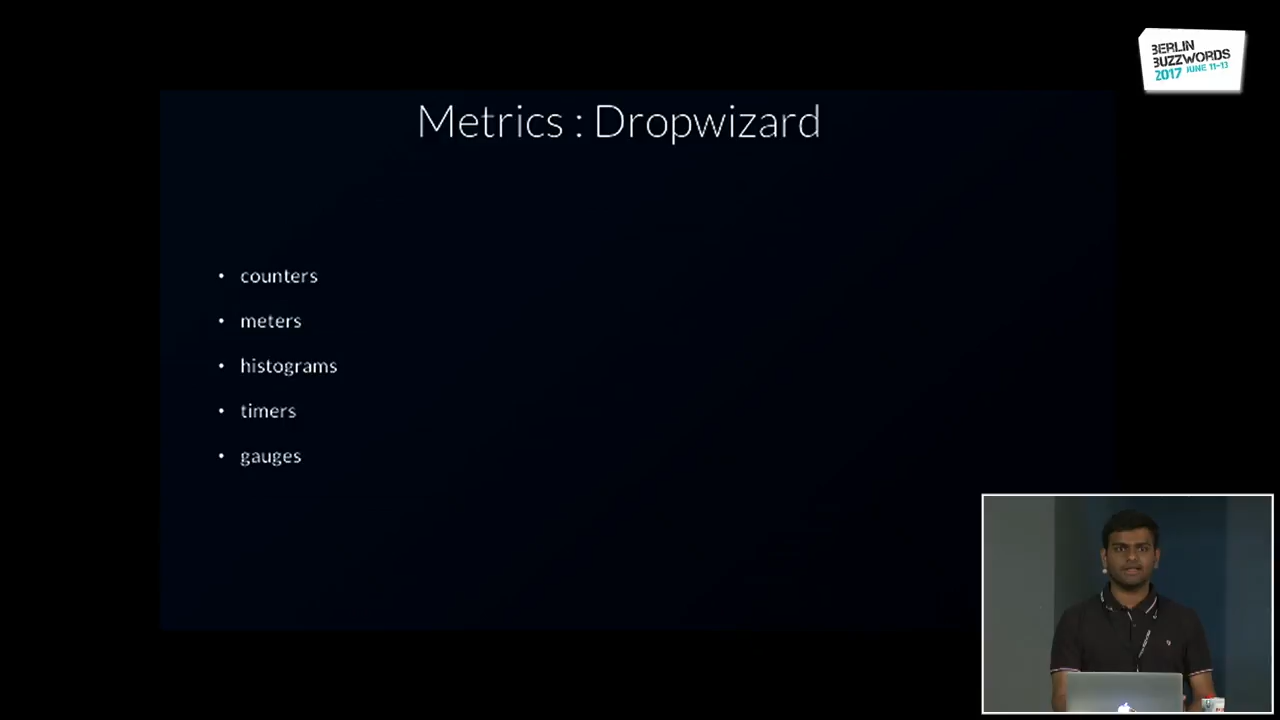 BERLIN
BUZZWORDS
2017 JUNE 11-13
Metrics : Dropwizard
• counters
• meters
• histograms
• timers
• gauges